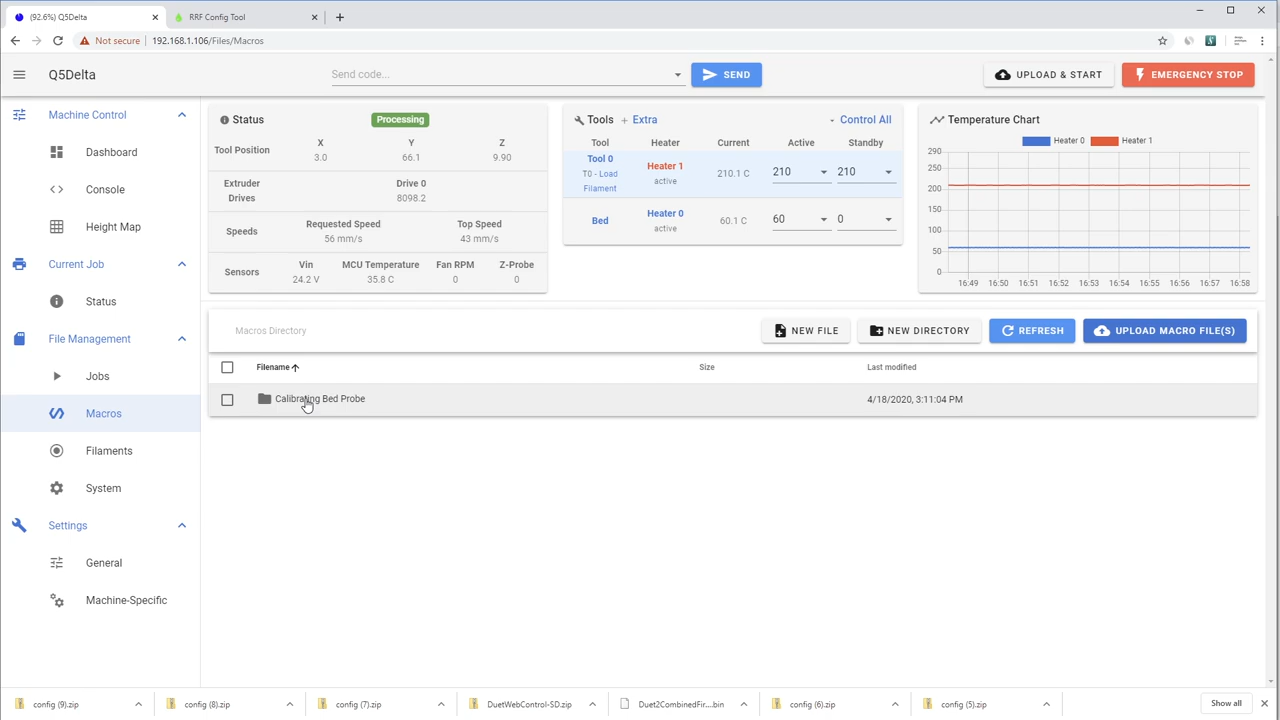 (92.6%) Q5Delta
RRF Config Tool
Not secure
192.168.1.106/Files/Macros
Q5Delta
Send code...
SEND
UPLOAD & START
EMERGENCY STOP
Machine Control
Dashboard
Console
Height Map
Current Job
Status
File Management
Jobs
Macros
Filaments
System
Settings
General
Machine-Specific
Status
Processing
Tool Position
X Y Z
3.0 66.1 9.90
Extruder Drives
Drive 0
8098.2
Speeds
Requested Speed Top Speed
56 mm/s 43 mm/s
Sensors
Vin MCU Temperature Fan RPM Z-Probe
24.2 V 35.8 C 0 0
Tools + Extra
Control All
Tool Heater Current Active Standby
Tool 0
T0 - Load Filament
Heater 1
active
210.1 C 210 210
Bed
Heater 0
active
60.1 C 60 0
Temperature Chart
Heater 0 Heater 1
290
250
200
150
100
50
0
16:49 16:50 16:51 16:52 16:53 16:54 16:55 16:56 16:57 16:58
Macros Directory
NEW FILE
NEW DIRECTORY
REFRESH
UPLOAD MACRO FILE(S)
Filename Size Last modified
Calibrating Bed Probe 4/18/2020, 3:11:04 PM
config (9).zip
config (8).zip
config (7).zip
DuetWebControl-SD.zip
Duet2CombinedFir....bin
config (6).zip
config (5).zip
Show all